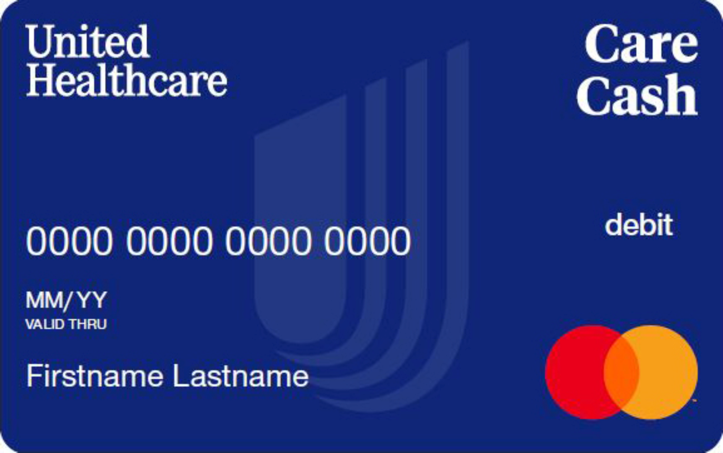 United
Healthcare
Care
Cash
debit
0000 0000 0000 0000
MM/YY
VALID THRU
Firstname Lastname